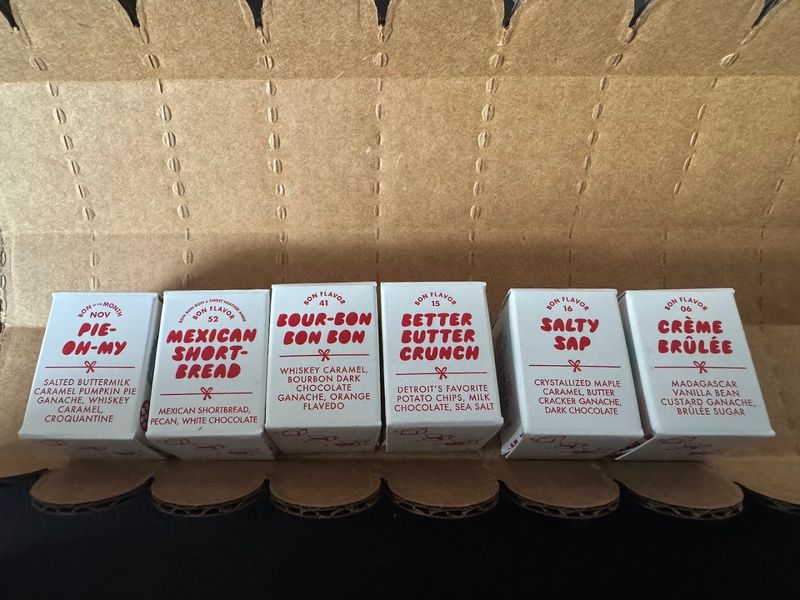 BON OF THE MONTH
NOV
PIE-
OH-MY
SALTED BUTTERMILK
CARAMEL PUMPKIN PIE
GANACHE, WHISKEY
CARAMEL,
CROQUANTINE
BON FLAVOR
52
MEXICAN
SHORT-
BREAD
MEXICAN SHORTBREAD,
PECAN, WHITE CHOCOLATE
BON FLAVOR
41
BOUR-BON
BON BON
WHISKEY CARAMEL,
BOURBON DARK
CHOCOLATE
GANACHE, ORANGE
FLAVEDO
BON FLAVOR
15
BETTER
BUTTER
CRUNCH
DETROIT'S FAVORITE
POTATO CHIPS, MILK
CHOCOLATE, SEA SALT
BON FLAVOR
16
SALTY
SAP
CRYSTALLIZED MAPLE
CARAMEL, BUTTER
CRACKER GANACHE,
DARK CHOCOLATE
BON FLAVOR
06
CRÈME
BRÛLÉE
MADAGASCAR
VANILLA BEAN
CUSTARD GANACHE,
BRÛLÉE SUGAR